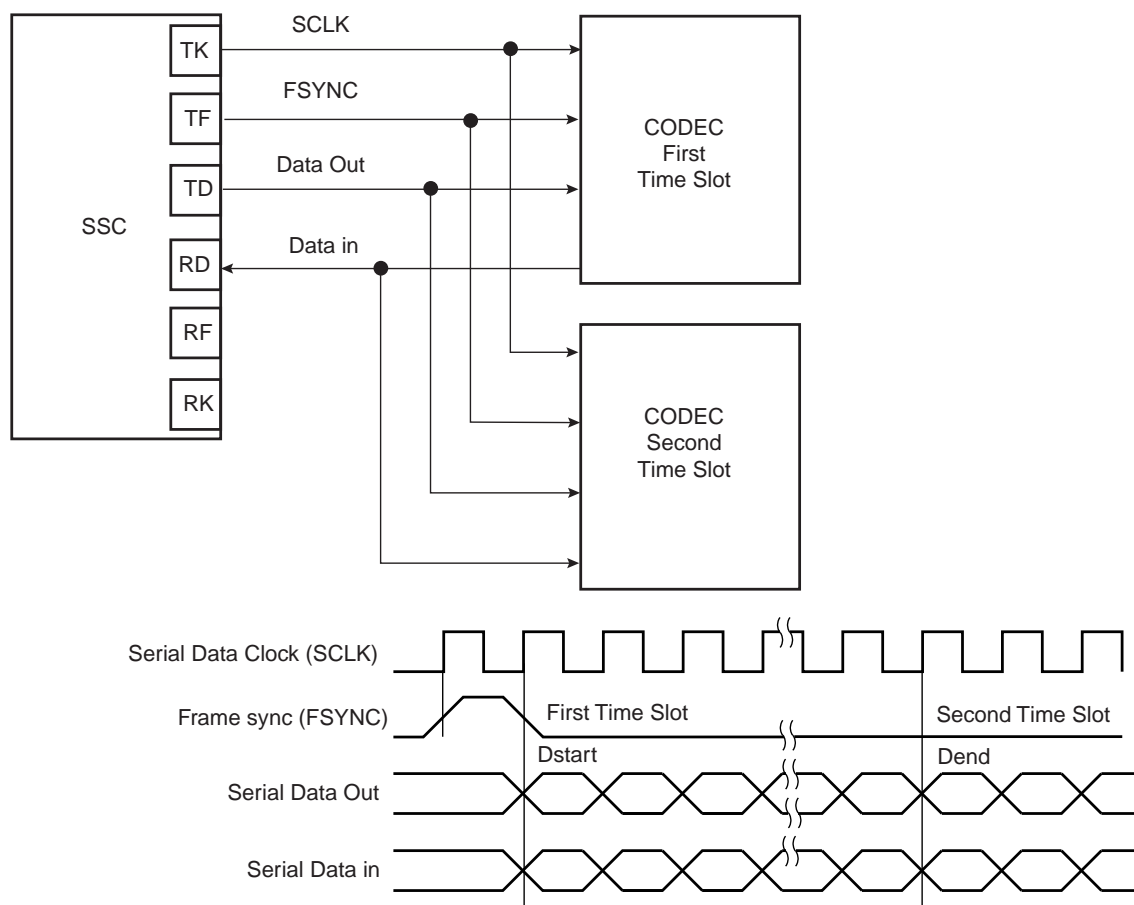 SSC
TK
TF
TD
RD
RF
RK
SCLK
FSYNC
Data Out
Data in
CODEC
First
Time Slot
CODEC
Second
Time Slot
Serial Data Clock (SCLK)
Frame sync (FSYNC)
First Time Slot
Second Time Slot
Dstart
Dend
Serial Data Out
Serial Data in